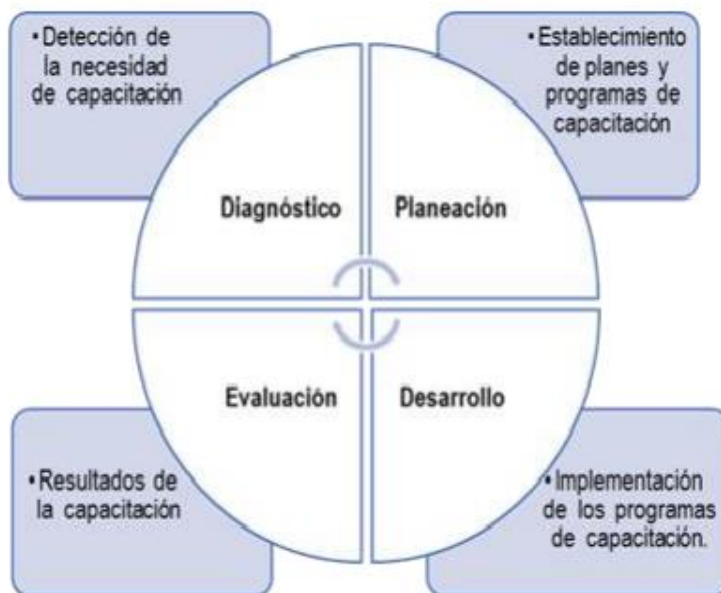 •Detección de
la necesidad
de capacitación
•Establecimiento
de planes y
programas de
capacitación
Diagnóstico
Planeación
Evaluación
Desarrollo
•Resultados de
la capacitación
•Implementación
de los programas
de capacitación.